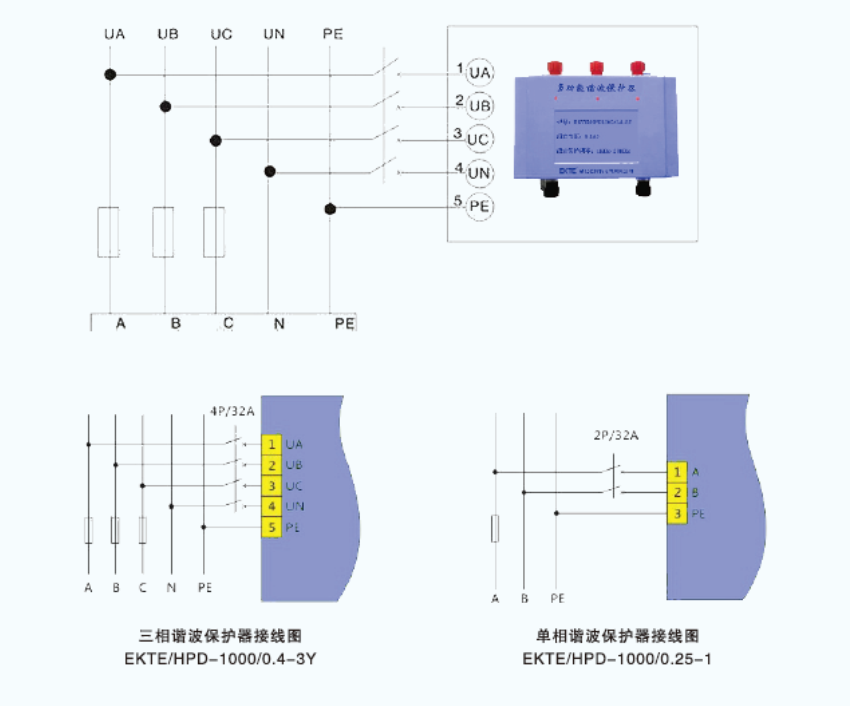 UA UB UC UN PE
1 UA
2 UB
3 UC
4 UN
5 PE
多功能谐波保护器
EKTE
A B C N PE
4P/32A
1 UA
2 UB
3 UC
4 UN
5 PE
A B C N PE
三相谐波保护器接线图
EKTE/HPD-1000/0.4-3Y
2P/32A
1 A
2 B
3 PE
A B PE
单相谐波保护器接线图
EKTE/HPD-1000/0.25-1